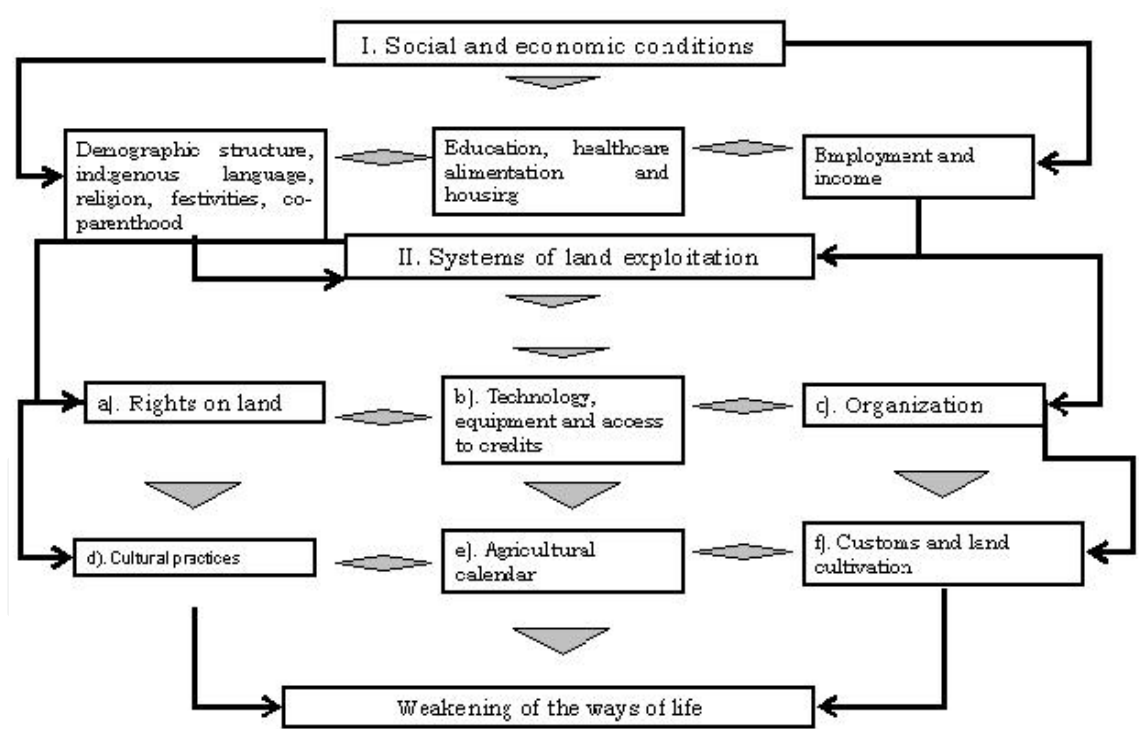 I. Social and economic conditions
Demographic structure,
indigenous language,
religion, festivities, co-
parenthood
Education, healthcare
alimentation and
housing
Employment and
income
II. Systems of land exploitation
a). Rights on land
b). Technology,
equipment and access
to credits
c). Organization
d). Cultural practices
e). Agricultural
calendar
f). Customs and land
cultivation
Weakening of the ways of life